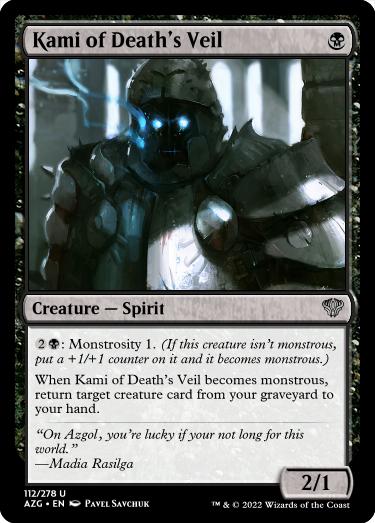 Kami of Death's Veil
Creature — Spirit
2: Monstrosity 1. (If this creature isn't monstrous,
put a +1/+1 counter on it and it becomes monstrous.)
When Kami of Death's Veil becomes monstrous,
return target creature card from your graveyard to
your hand.
"On Azgol, you're lucky if your not long for this
world."
—Madia Rasilga
2/1
112/278 U
AZG • EN PAVEL SAVCHUK
™ & © 2022 Wizards of the Coast